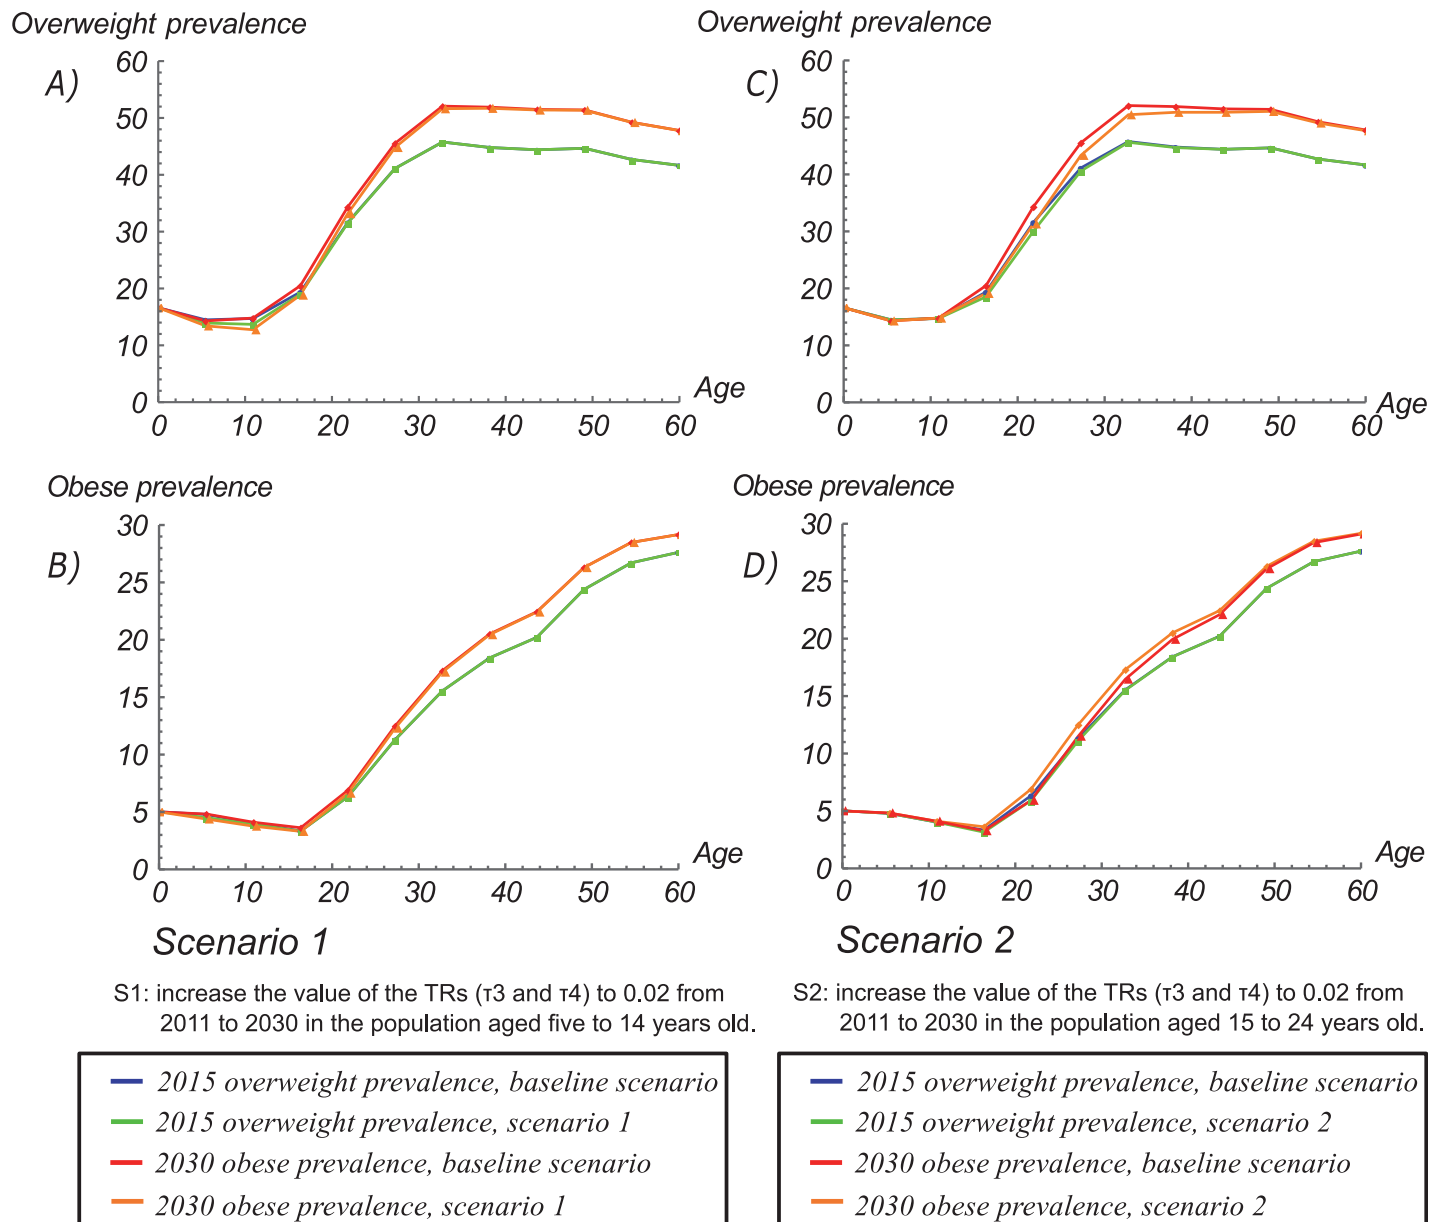 Overweight prevalence
A)
60
50
40
30
20
10
0
Age
0 10 20 30 40 50 60
Overweight prevalence
C)
60
50
40
30
20
10
0
Age
0 10 20 30 40 50 60
Obese prevalence
B)
30
25
20
15
10
5
0
Age
0 10 20 30 40 50 60
Obese prevalence
D)
30
25
20
15
10
5
0
Age
0 10 20 30 40 50 60
Scenario 1
S1: increase the value of the TRs (τ3 and τ4) to 0.02 from
2011 to 2030 in the population aged five to 14 years old.
2015 overweight prevalence, baseline scenario
2015 overweight prevalence, scenario 1
2030 obese prevalence, baseline scenario
2030 obese prevalence, scenario 1
Scenario 2
S2: increase the value of the TRs (τ3 and τ4) to 0.02 from
2011 to 2030 in the population aged 15 to 24 years old.
2015 overweight prevalence, baseline scenario
2015 overweight prevalence, scenario 2
2030 obese prevalence, baseline scenario
2030 obese prevalence, scenario 2